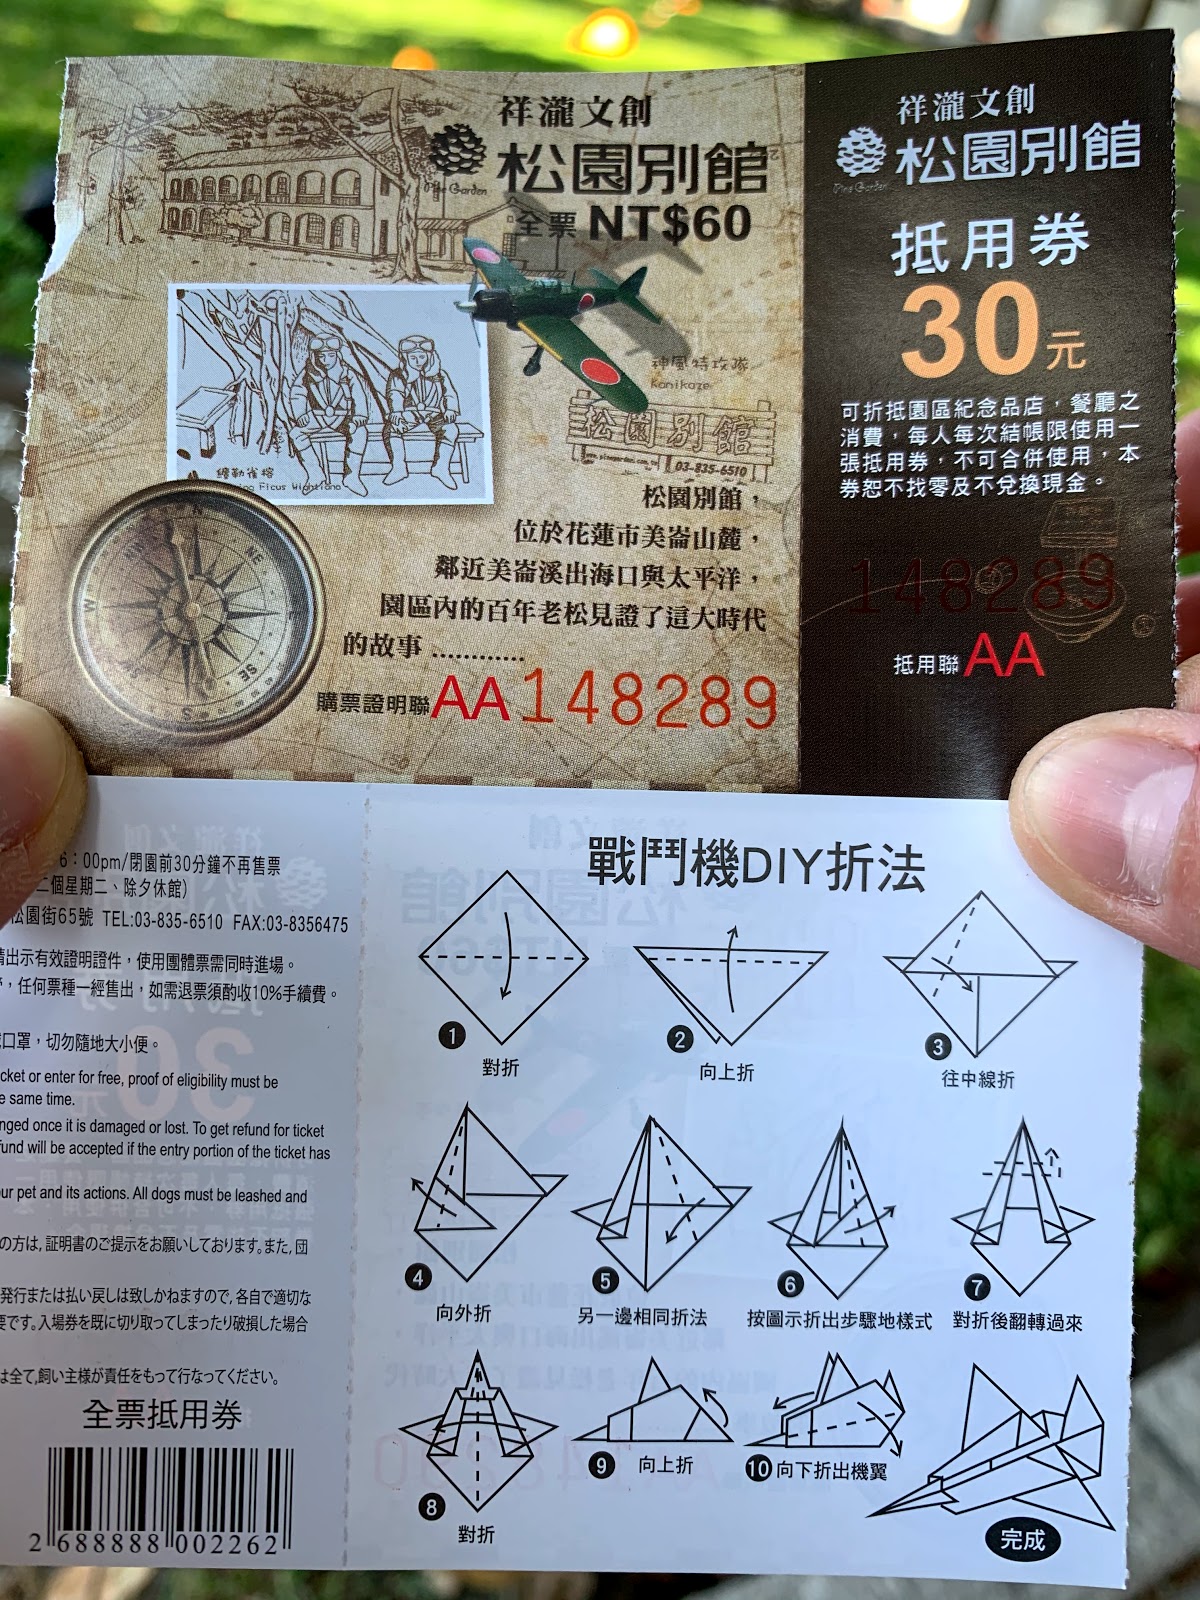 祥瀧文創
松園別館
Pine Garden
全票 NT$60
神風特攻隊
Kamikaze
松園別館
03-835-6510
纏勒雀榕
Ficus Wightiana
松園別館，
位於花蓮市美崙山麓，
鄰近美崙溪出海口與太平洋，
園區內的百年老松見證了這大時代
的故事 ............
購票證明聯AA148289
N
NE
SE
S
W
祥瀧文創
松園別館
Pine Garden
抵用券
30元
可折抵園區紀念品店，餐廳之
消費，每人每次結帳限使用一
張抵用券，不可合併使用，本
券恕不找零及不兌換現金。
148289
抵用聯AA
6：00pm/閉園前30分鐘不再售票
二個星期二、除夕休館)
松園街65號 TEL:03-835-6510 FAX:03-8356475
請出示有效證明證件，使用團體票需同時進場。
，任何票種一經售出，如需退票須酌收10%手續費。
口罩，切勿隨地大小便。
cket or enter for free, proof of eligibility must be
e same time.
nged once it is damaged or lost. To get refund for ticket
fund will be accepted if the entry portion of the ticket has
ur pet and its actions. All dogs must be leashed and
の方は, 証明書のご提示をお願いしております。また, 団
発行または払い戻しは致しかねますので, 各自で適切な
要です。入場券を既に切り取ってしまったり破損した場合
は全て, 飼い主様が責任をもって行なってください。
全票抵用券
2 688888 002262
戰鬥機DIY折法
1 對折
2 向上折
3 往中線折
4 向外折
5 另一邊相同折法
6 按圖示折出步驟地樣式
7 對折後翻轉過來
8 對折
9 向上折
10 向下折出機翼
完成